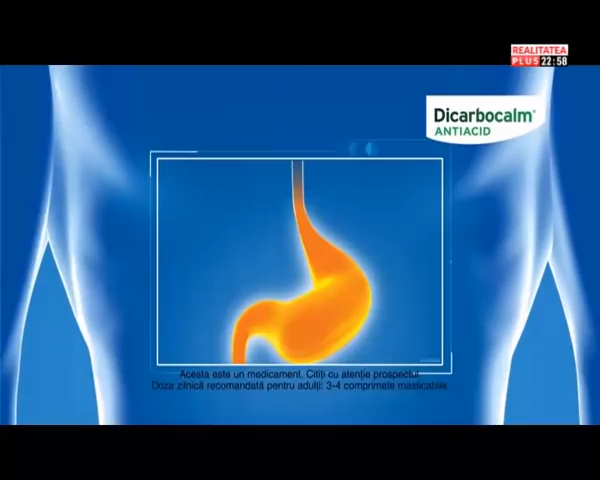 REALITATEA
PLUS 22:58
Dicarbocalm®
ANTIACID
Acesta este un medicament. Citiți cu atenție prospectul
Doza zilnică recomandată pentru adulți: 3-4 comprimate masticabile